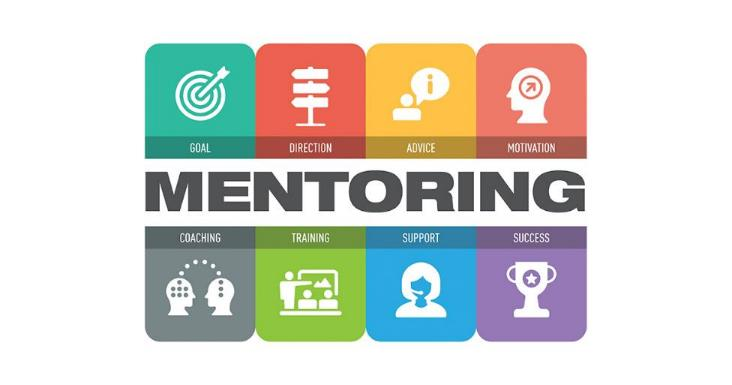 GOAL DIRECTION ADVICE MOTIVATION
MENTORING
COACHING TRAINING SUPPORT SUCCESS